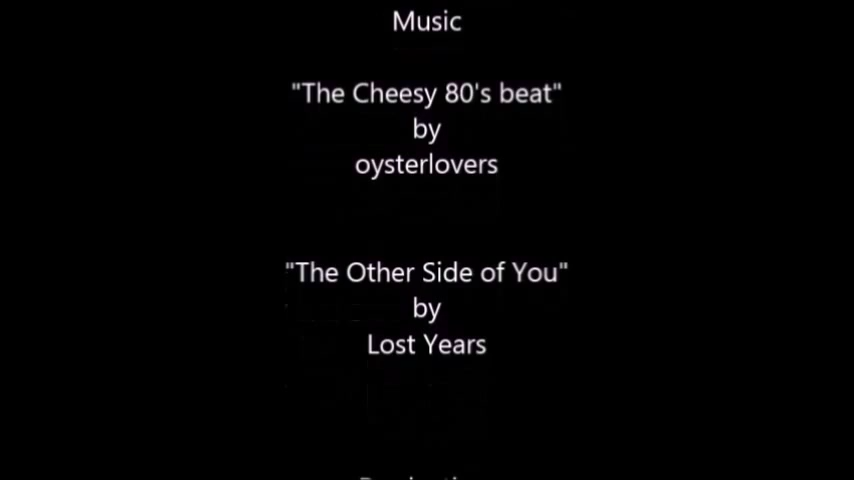 Music
"The Cheesy 80's beat"
by
oysterlovers
"The Other Side of You"
by
Lost Years